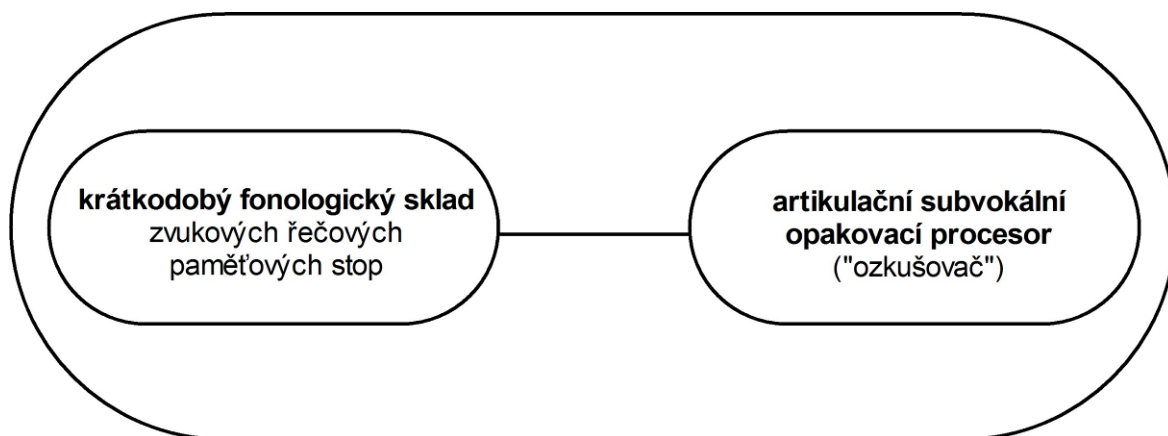 krátkodobý fonologický sklad
zvukových řečových
paměťových stop
artikulační subvokální
opakovací procesor
("ozkušovač")